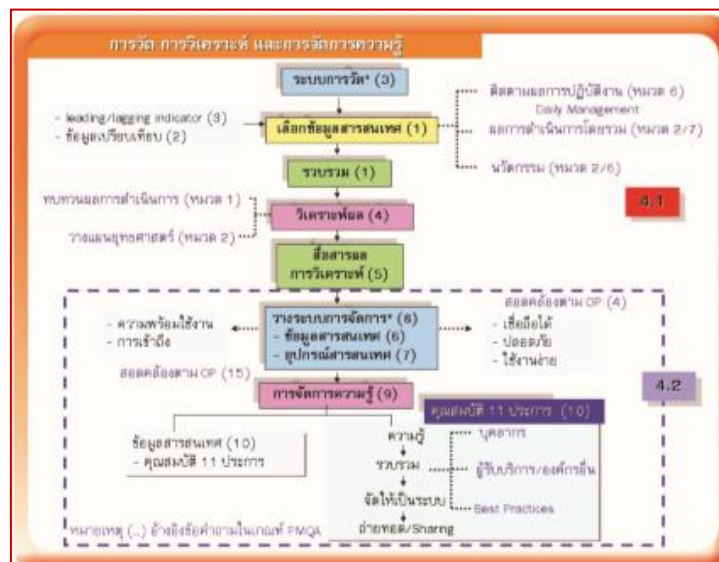 การวัด การวิเคราะห์ และการจัดการความรู้
ระบบการวัด* (3)
- leading/lagging indicator (3)
- ข้อมูลเปรียบเทียบ (2)
เลือกข้อมูลสารสนเทศ (1)
ติดตามผลการปฏิบัติงาน (หมวด 6)
Daily Management
ผลการดำเนินการโดยรวม (หมวด 2/7)
นวัตกรรม (หมวด 2/6)
รวบรวม (1)
4.1
ทบทวนผลการดำเนินการ (หมวด 1)
วิเคราะห์ผล (4)
วางแผนยุทธศาสตร์ (หมวด 2)
สื่อสารผล
การวิเคราะห์ (5)
สอดคล้องตาม OP (4)
วางระบบการจัดการ* (8)
- ข้อมูลสารสนเทศ (6)
- อุปกรณ์สารสนเทศ (7)
- ความพร้อมใช้งาน
- การเข้าถึง
- เชื่อถือได้
- ปลอดภัย
- ใช้งานง่าย
สอดคล้องตาม OP (15)
4.2
การจัดการความรู้ (9)
คุณสมบัติ 11 ประการ (10)
ข้อมูลสารสนเทศ (10)
- คุณสมบัติ 11 ประการ
ความรู้
รวบรวม
จัดให้เป็นระบบ
ถ่ายทอด/Sharing
บุคลากร
ผู้รับบริการ/องค์กรอื่น
Best Practices
หมายเหตุ (...) อ้างอิงข้อคำถามในเกณฑ์ PMQA